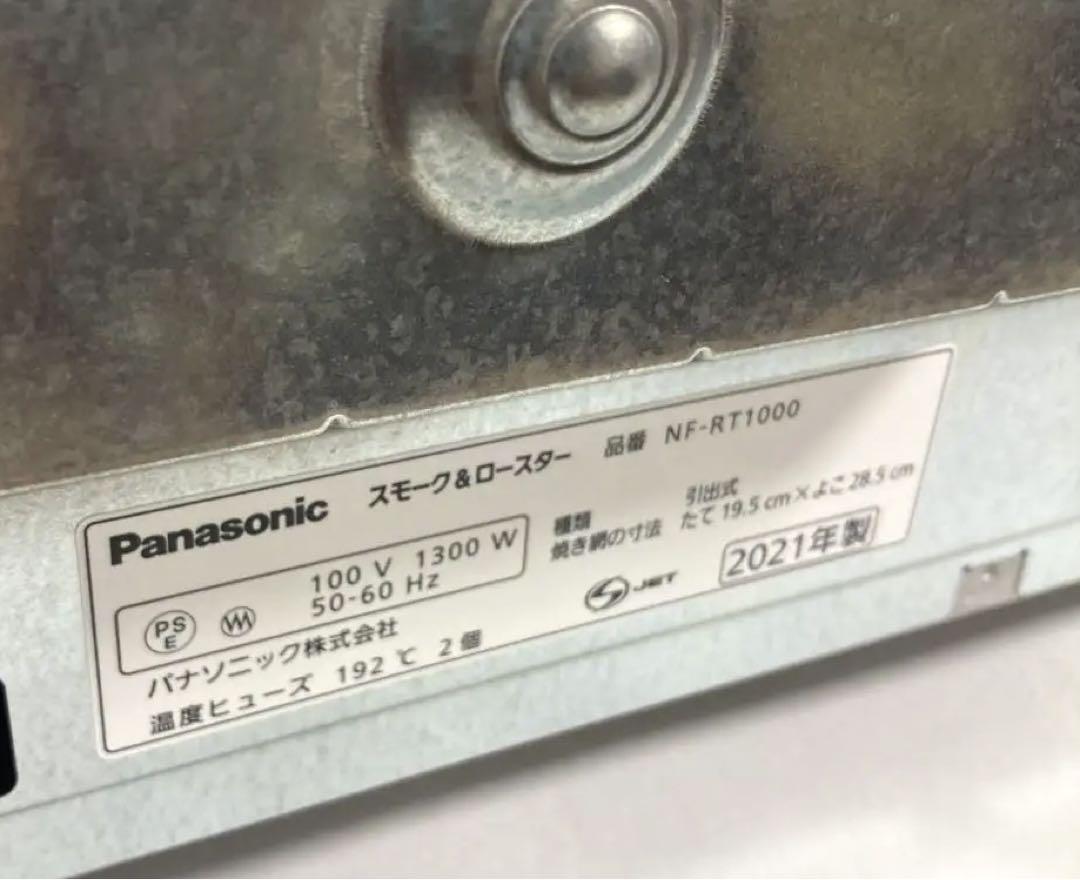 Panasonic スモーク&ロースター 品番 NF-RT1000
100 V 1300 W
50-60 Hz
PS
E
種類 引出式
焼き網の寸法 たて 19.5 cm×よこ 28.5 cm
パナソニック株式会社
JET
2021年製
温度ヒューズ 192 ℃ 2 個